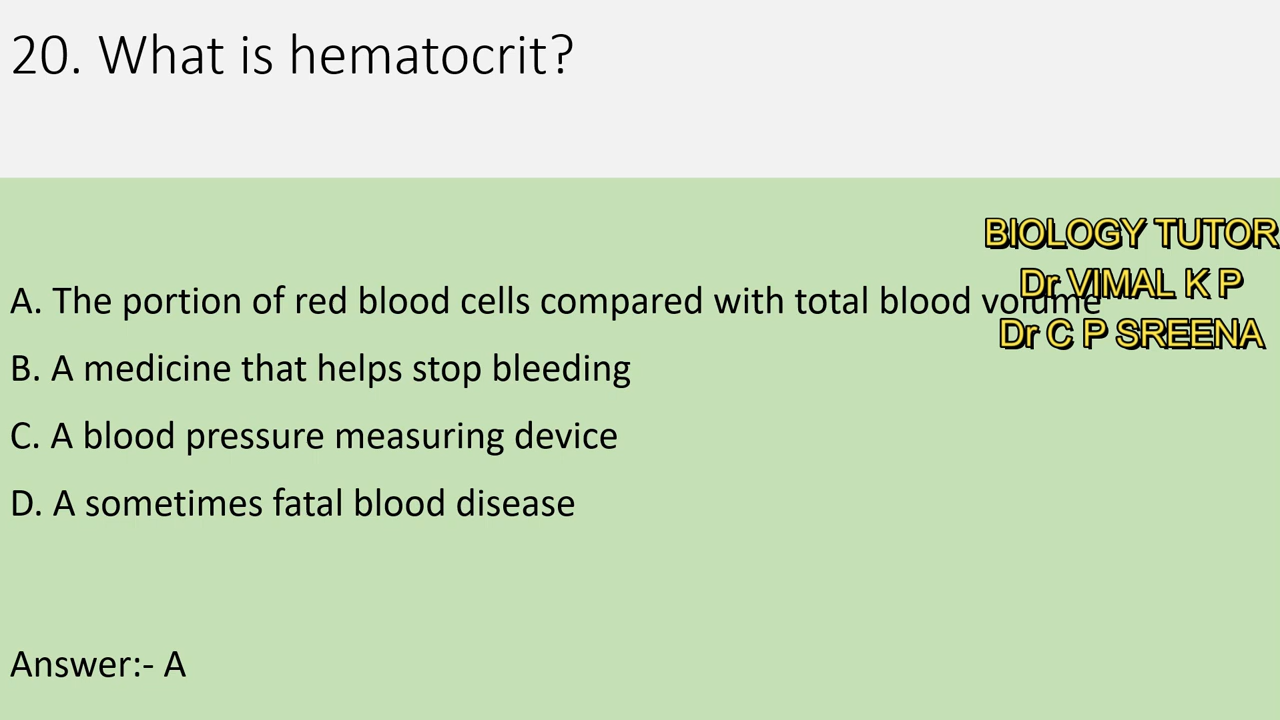 20. What is hematocrit?
BIOLOGY TUTOR
Dr VIMAL K P
Dr C P SREENA
A. The portion of red blood cells compared with total blood volume
B. A medicine that helps stop bleeding
C. A blood pressure measuring device
D. A sometimes fatal blood disease
Answer:- A